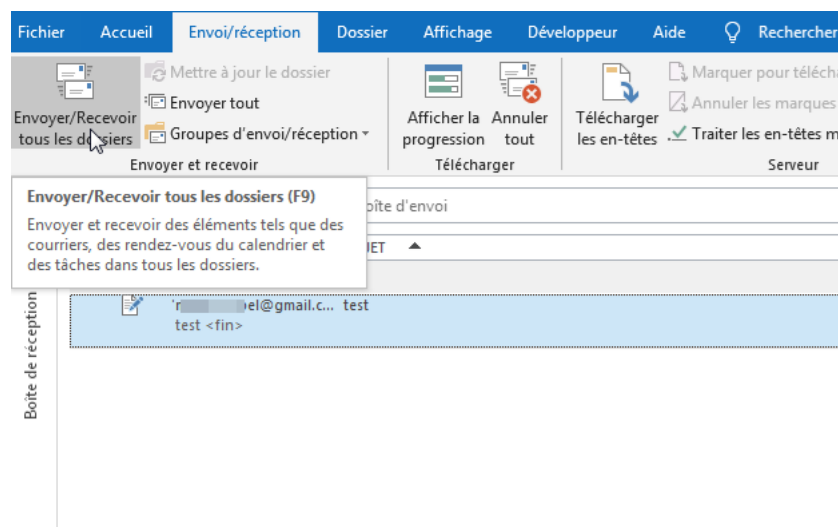 Fichier Accueil Envoi/réception Dossier Affichage Développeur Aide Rechercher
Mettre à jour le dossier
Envoyer tout
Groupes d'envoi/réception
Envoyer/Recevoir
tous les dossiers
Envoyer et recevoir
Afficher la
progression
Annuler
tout
Télécharger
Télécharger
les en-têtes
Marquer pour téléch
Annuler les marques
Traiter les en-têtes m
Serveur
Envoyer/Recevoir tous les dossiers (F9)
Envoyer et recevoir des éléments tels que des
courriers, des rendez-vous du calendrier et
des tâches dans tous les dossiers.
oîte d'envoi
JET
Boîte de réception
'r el@gmail.c... test
test <fin>